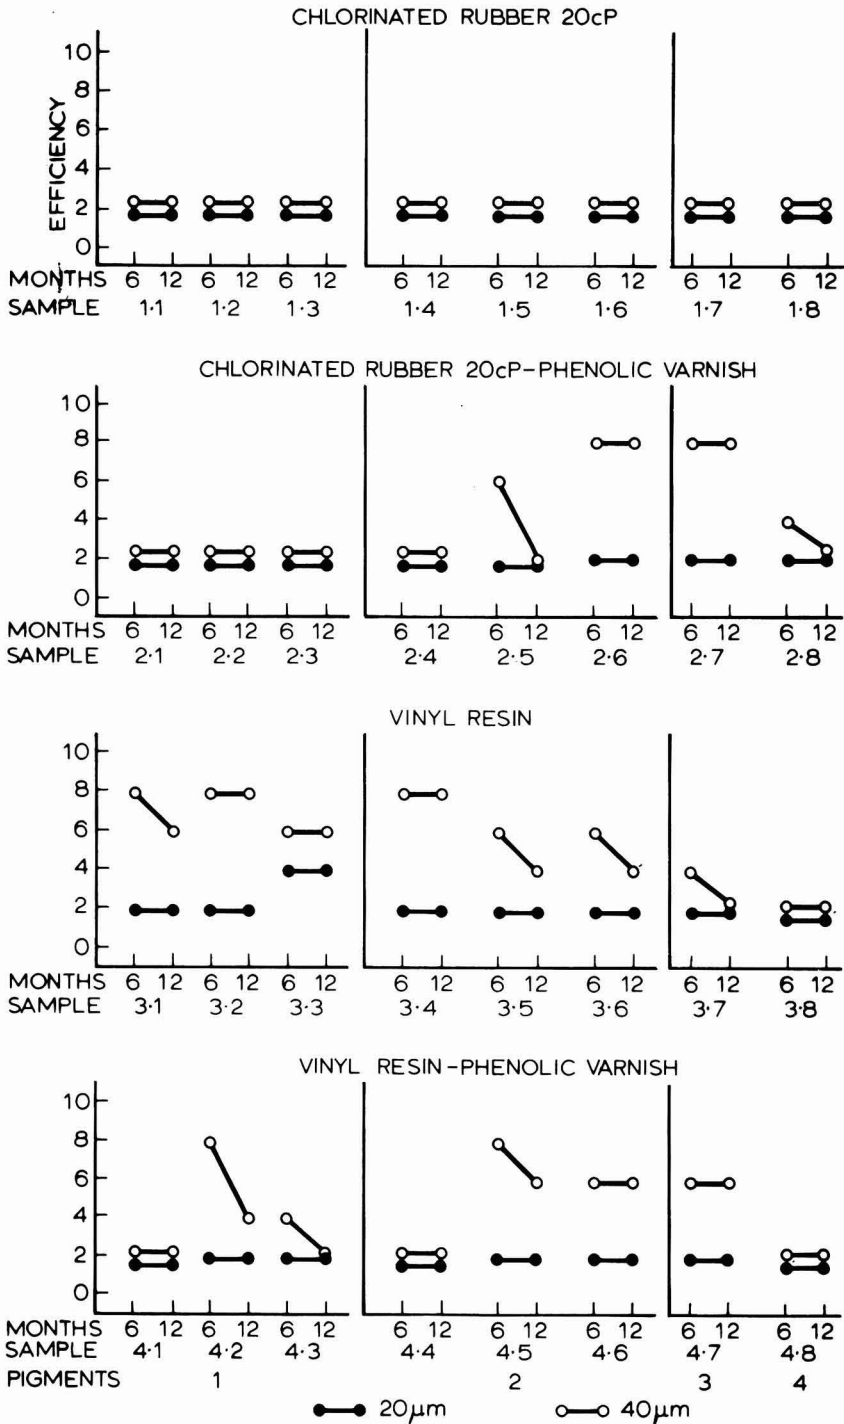 CHLORINATED RUBBER 20cP
10
8
6
4
2
0
EFFICIENCY
MONTHS 6 12 6 12 6 12 6 12 6 12 6 12 6 12 6 12
SAMPLE 1·1 1·2 1·3 1·4 1·5 1·6 1·7 1·8
CHLORINATED RUBBER 20cP-PHENOLIC VARNISH
10
8
6
4
2
0
MONTHS 6 12 6 12 6 12 6 12 6 12 6 12 6 12 6 12
SAMPLE 2·1 2·2 2·3 2·4 2·5 2·6 2·7 2·8
VINYL RESIN
10
8
6
4
2
0
MONTHS 6 12 6 12 6 12 6 12 6 12 6 12 6 12 6 12
SAMPLE 3·1 3·2 3·3 3·4 3·5 3·6 3·7 3·8
VINYL RESIN-PHENOLIC VARNISH
10
8
6
4
2
0
MONTHS 6 12 6 12 6 12 6 12 6 12 6 12 6 12 6 12
SAMPLE 4·1 4·2 4·3 4·4 4·5 4·6 4·7 4·8
PIGMENTS 1 2 3 4
20μm 40μm